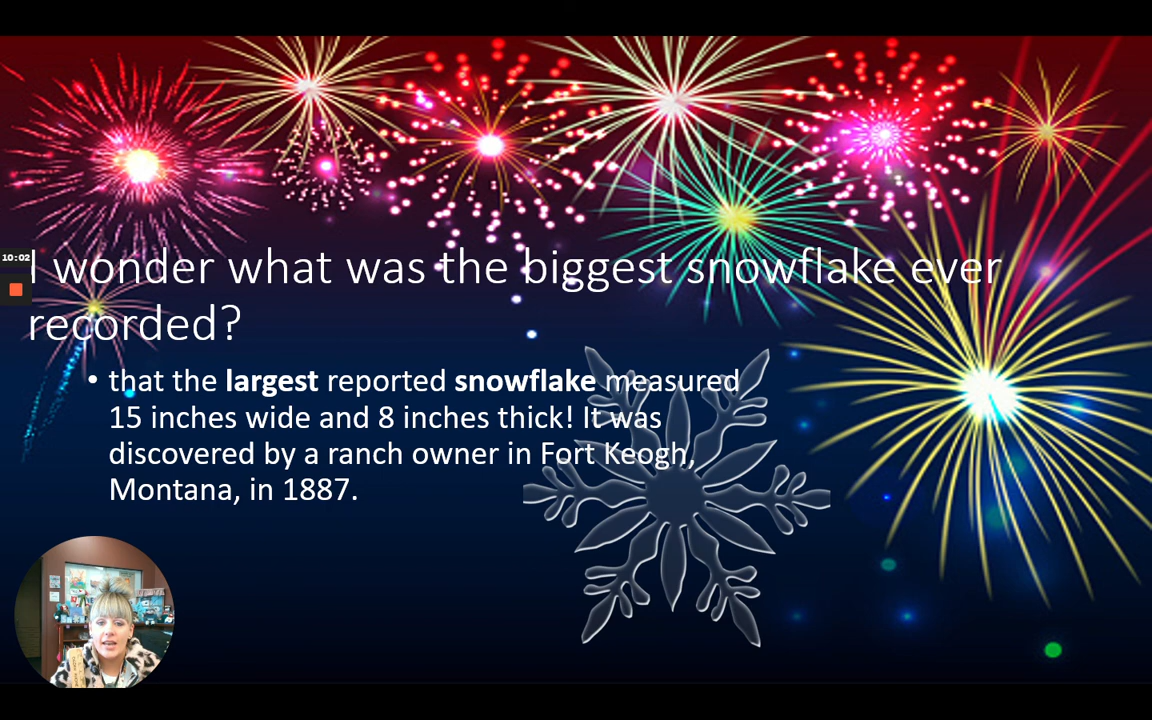 10:02
I wonder what was the biggest snowflake ever
recorded?
• that the largest reported snowflake measured
15 inches wide and 8 inches thick! It was
discovered by a ranch owner in Fort Keogh,
Montana, in 1887.